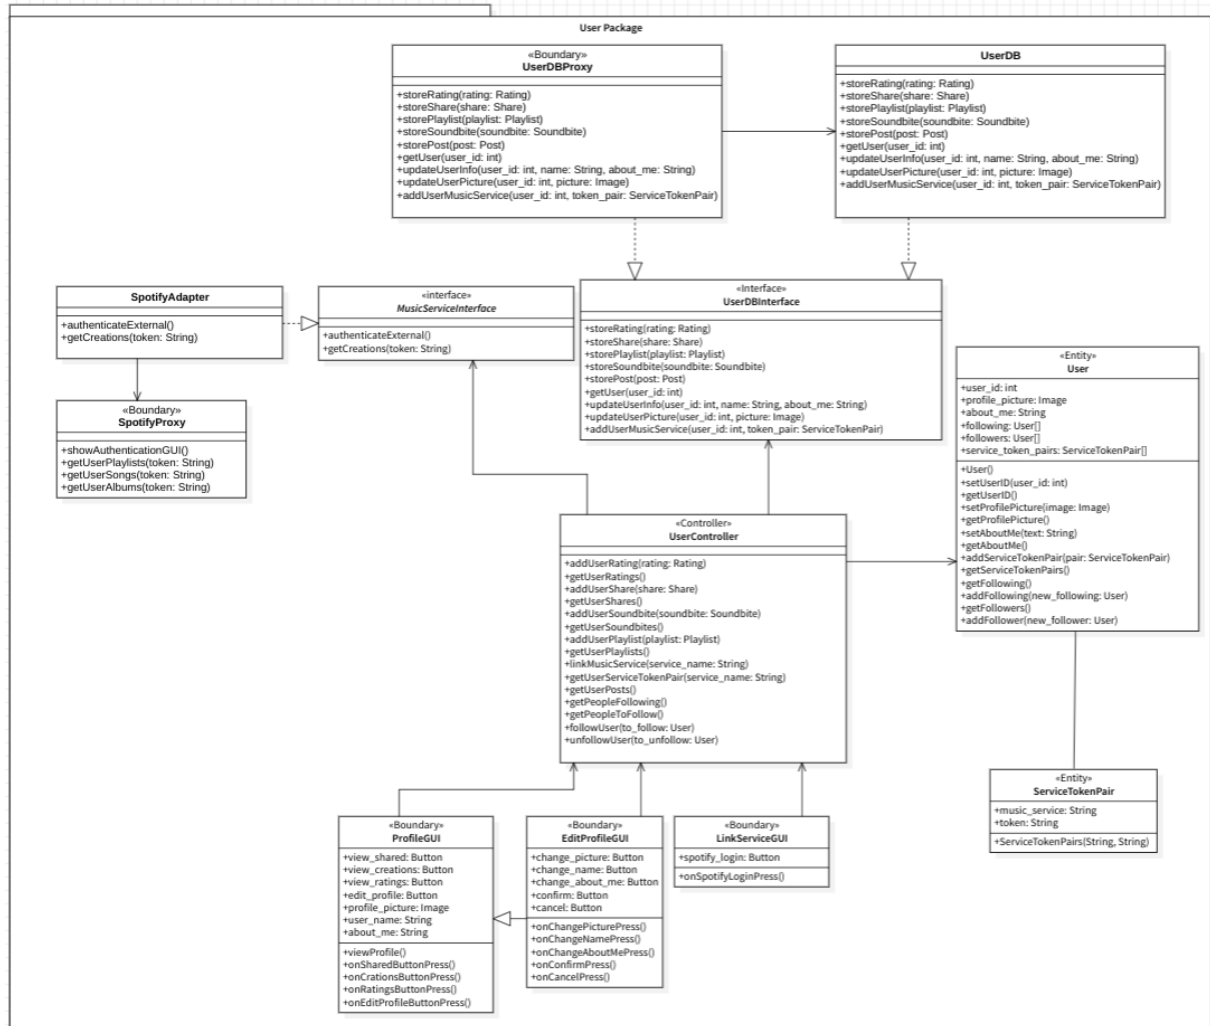 User Package
«Boundary»
UserDBProxy
+storeRating(rating: Rating)
+storeShare(share: Share)
+storePlaylist(playlist: Playlist)
+storeSoundbite(soundbite: Soundbite)
+storePost(post: Post)
+getUser(user_id: int)
+updateUserInfo(user_id: int, name: String, about_me: String)
+updateUserPicture(user_id: int, picture: Image)
+addUserMusicService(user_id: int, token_pair: ServiceTokenPair)
UserDB
+storeRating(rating: Rating)
+storeShare(share: Share)
+storePlaylist(playlist: Playlist)
+storeSoundbite(soundbite: Soundbite)
+storePost(post: Post)
+getUser(user_id: int)
+updateUserInfo(user_id: int, name: String, about_me: String)
+updateUserPicture(user_id: int, picture: Image)
+addUserMusicService(user_id: int, token_pair: ServiceTokenPair)
SpotifyAdapter
+authenticateExternal()
+getCreations(token: String)
«interface»
MusicServiceInterface
+authenticateExternal()
+getCreations(token: String)
«Interface»
UserDBInterface
+storeRating(rating: Rating)
+storeShare(share: Share)
+storePlaylist(playlist: Playlist)
+storeSoundbite(soundbite: Soundbite)
+storePost(post: Post)
+getUser(user_id: int)
+updateUserInfo(user_id: int, name: String, about_me: String)
+updateUserPicture(user_id: int, picture: Image)
+addUserMusicService(user_id: int, token_pair: ServiceTokenPair)
«Entity»
User
+user_id: int
+profile_picture: Image
+about_me: String
+following: User[]
+followers: User[]
+service_token_pairs: ServiceTokenPair[]
+User()
+setUserID(user_id: int)
+getUserID()
+setProfilePicture(image: Image)
+getProfilePicture()
+setAboutMe(text: String)
+getAboutMe()
+addServiceTokenPair(pair: ServiceTokenPair)
+getServiceTokenPairs()
+getFollowing()
+addFollowing(new_following: User)
+getFollowers()
+addFollower(new_follower: User)
«Boundary»
SpotifyProxy
+showAuthenticationGUI()
+getUserPlaylists(token: String)
+getUserSongs(token: String)
+getUserAlbums(token: String)
«Controller»
UserController
+addUserRating(rating: Rating)
+getUserRatings()
+addUserShare(share: Share)
+getUserShares()
+addUserSoundbite(soundbite: Soundbite)
+getUserSoundbites()
+addUserPlaylist(playlist: Playlist)
+getUserPlaylists()
+linkMusicService(service_name: String)
+getUserServiceTokenPair(service_name: String)
+getUserPosts()
+getPeopleFollowing()
+getPeopleToFollow()
+followUser(to_follow: User)
+unfollowUser(to_unfollow: User)
«Entity»
ServiceTokenPair
+music_service: String
+token: String
+ServiceTokenPairs(String, String)
«Boundary»
ProfileGUI
+view_shared: Button
+view_creations: Button
+view_ratings: Button
+edit_profile: Button
+profile_picture: Image
+user_name: String
+about_me: String
+viewProfile()
+onSharedButtonPress()
+onCrationsButtonPress()
+onRatingsButtonPress()
+onEditProfileButtonPress()
«Boundary»
EditProfileGUI
+change_picture: Button
+change_name: Button
+change_about_me: Button
+confirm: Button
+cancel: Button
+onChangePicturePress()
+onChangeNamePress()
+onChangeAboutMePress()
+onConfirmPress()
+onCancelPress()
«Boundary»
LinkServiceGUI
+spotify_login: Button
+onSpotifyLoginPress()